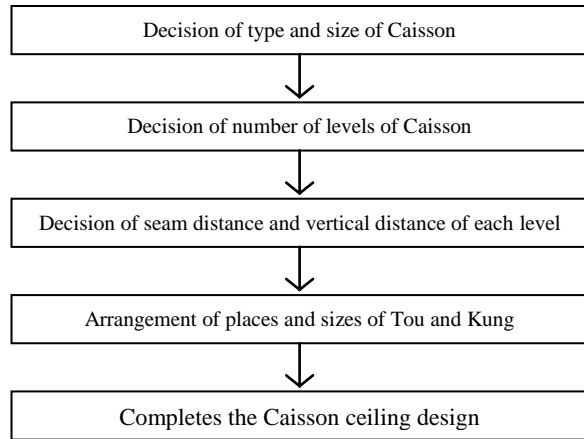 Decision of type and size of Caisson
Decision of number of levels of Caisson
Decision of seam distance and vertical distance of each level
Arrangement of places and sizes of Tou and Kung
Completes the Caisson ceiling design